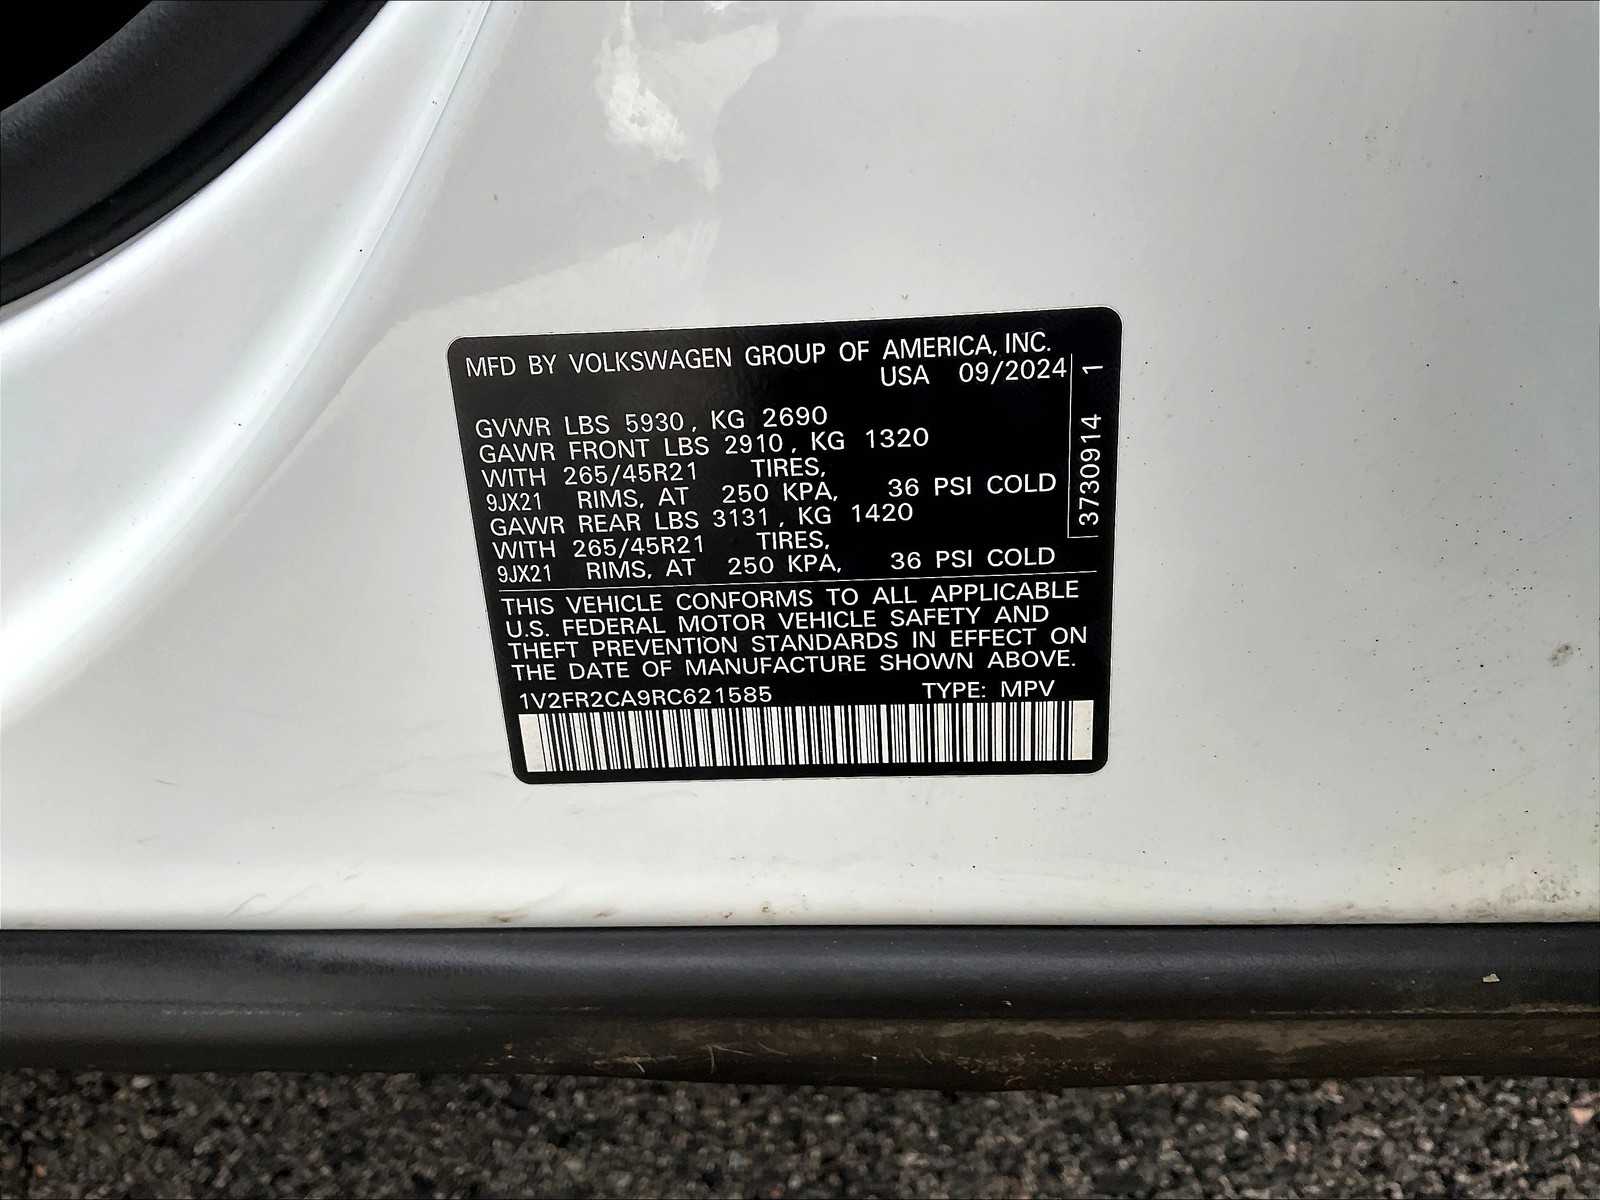 MFD BY VOLKSWAGEN GROUP OF AMERICA, INC.
USA 09/2024
GVWR LBS 5930, KG 2690
GAWR FRONT LBS 2910, KG 1320
WITH 265/45R21 TIRES,
9JX21 RIMS, AT 250 KPA, 36 PSI COLD
GAWR REAR LBS 3131, KG 1420
WITH 265/45R21 TIRES,
9JX21 RIMS, AT 250 KPA, 36 PSI COLD
THIS VEHICLE CONFORMS TO ALL APPLICABLE
U.S. FEDERAL MOTOR VEHICLE SAFETY AND
THEFT PREVENTION STANDARDS IN EFFECT ON
THE DATE OF MANUFACTURE SHOWN ABOVE.
1V2FR2CA9RC621585 TYPE: MPV
3730914 1